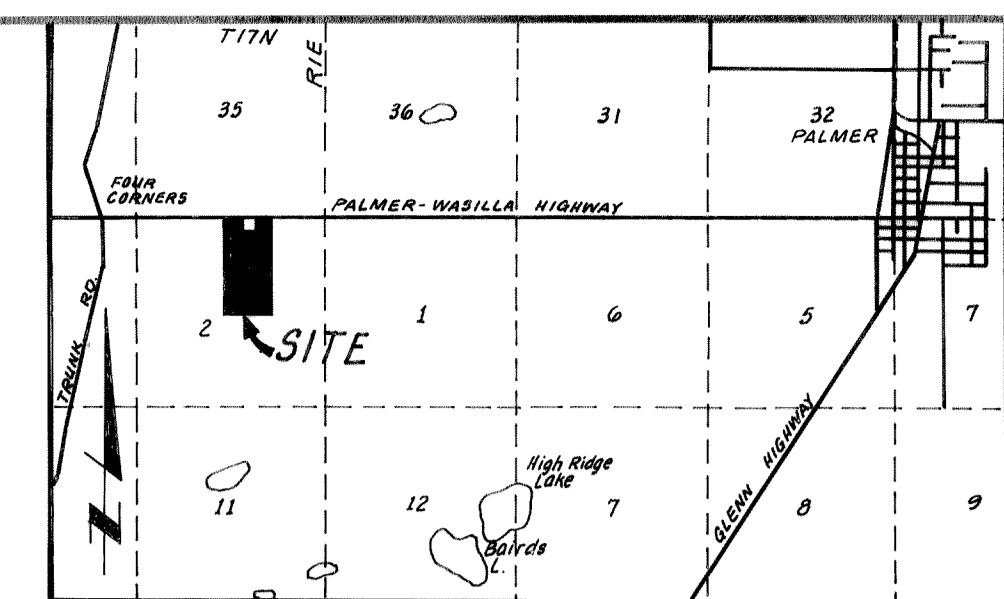 T17N
R1E
35
36
31
32
PALMER
FOUR
CORNERS
PALMER-WASILLA HIGHWAY
TRUNK RD.
2
1
6
5
7
SITE
GLENN HIGHWAY
High Ridge
Lake
11
12
7
8
9
Bairds
L.